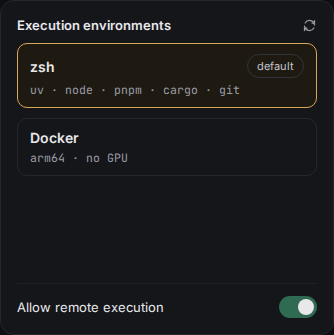 Execution environments
zsh
default
uv · node · pnpm · cargo · git
Docker
arm64 · no GPU
Allow remote execution